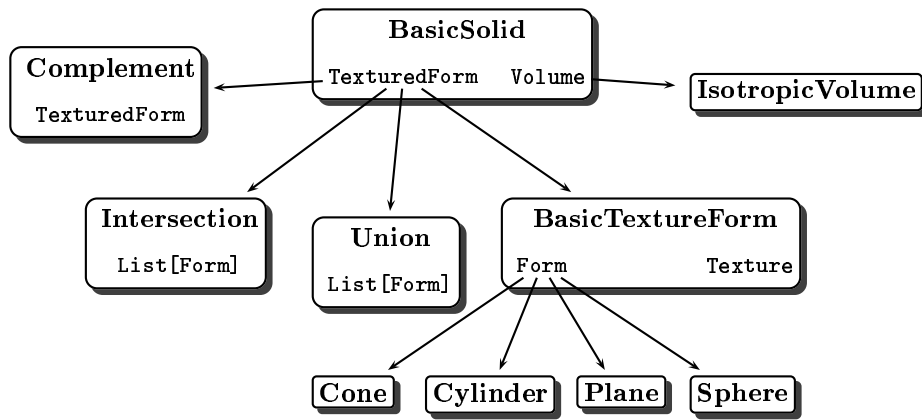 BasicSolid
TexturedForm Volume
Complement
TexturedForm
IsotropicVolume
Intersection
List[Form]
Union
List[Form]
BasicTextureForm
Form Texture
Cone
Cylinder
Plane
Sphere